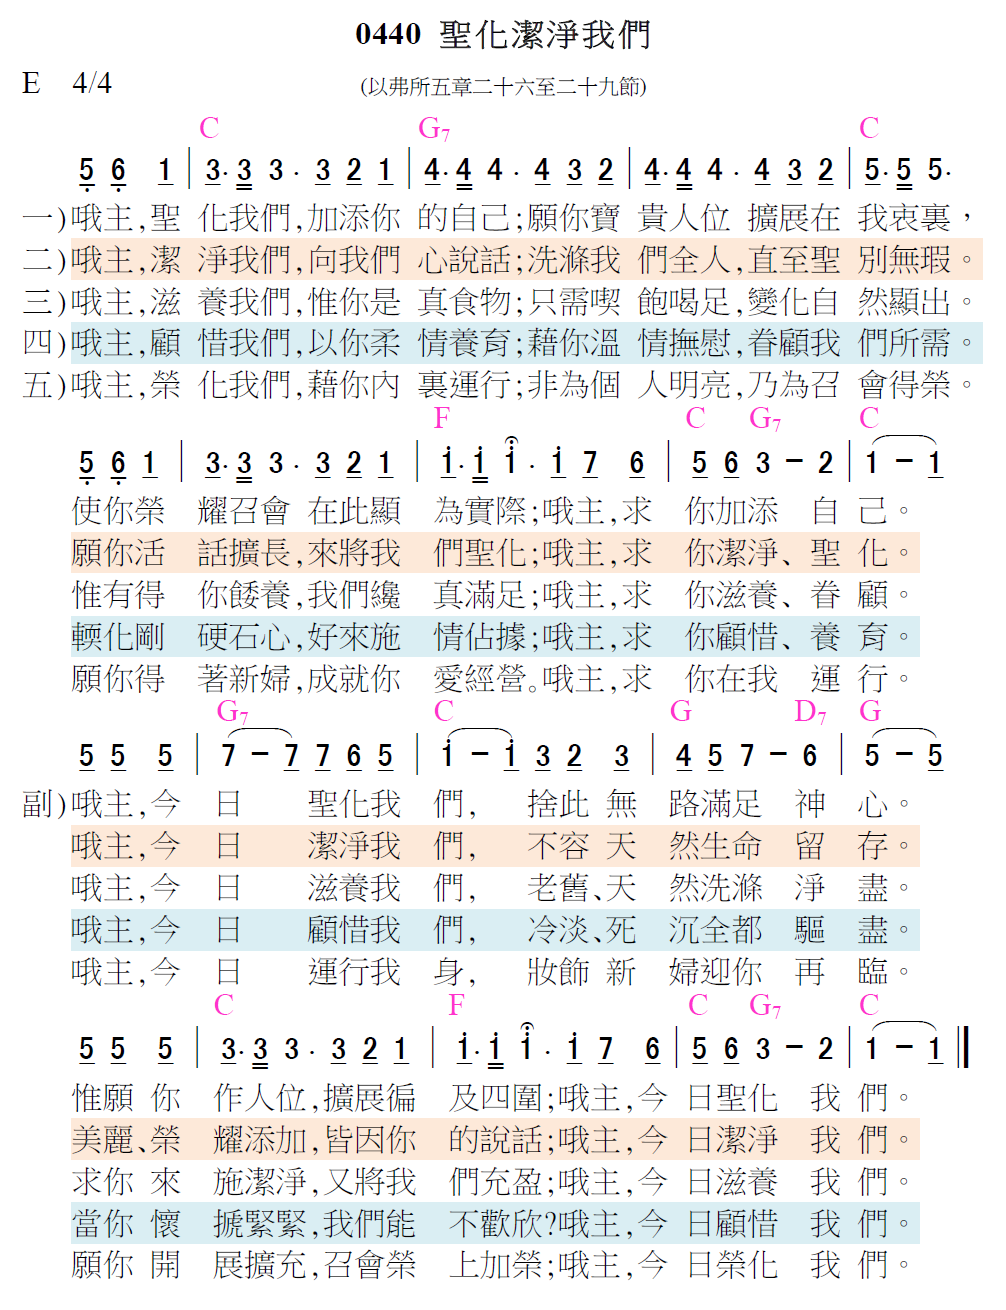 0440 聖化潔淨我們
E 4/4 (以弗所五章二十六至二十九節)
C G7 C
5 6 1 | 3. 3 3 . 3 2 1 | 4. 4 4 . 4 3 2 | 4. 4 4 . 4 3 2 | 5. 5 5.
一)哦主,聖 化我們,加添你 的自己;願你寶 貴人位 擴展在 我衷裏,
二)哦主,潔 淨我們,向我們 心說話;洗滌我 們全人,直至聖 別無瑕。
三)哦主,滋 養我們,惟你是 真食物;只需喫 飽喝足,變化自 然顯出。
四)哦主,顧 惜我們,以你柔 情養育;藉你溫 情撫慰,眷顧我 們所需。
五)哦主,榮 化我們,藉你內 裏運行;非為個 人明亮,乃為召 會得榮。
F C G7 C
5 6 1 | 3. 3 3 . 3 2 1 | 1. 1 1 . 1 7 6 | 5 6 3 – 2 | 1 – 1
使你榮 耀召會 在此顯 為實際;哦主,求 你加添 自 己。
願你活 話擴長,來將我 們聖化;哦主,求 你潔淨、聖 化。
惟有得 你餧養,我們纔 真滿足;哦主,求 你滋養、眷 顧。
輭化剛 硬石心,好來施 情佔據;哦主,求 你顧惜、養 育。
願你得 著新婦,成就你 愛經營。哦主,求 你在我 運 行。
G7 C G D7 G
5 5 5 | 7 – 7 7 6 5 | 1 – 1 3 2 3 | 4 5 7 – 6 | 5 – 5
副)哦主,今 日 聖化我 們, 捨此 無 路滿足 神 心。
哦主,今 日 潔淨我 們, 不容 天 然生命 留 存。
哦主,今 日 滋養我 們, 老舊、天 然洗滌 淨 盡。
哦主,今 日 顧惜我 們, 冷淡、死 沉全都 驅 盡。
哦主,今 日 運行我 身, 妝飾 新 婦迎你 再 臨。
C F C G7 C
5 5 5 | 3. 3 3 . 3 2 1 | 1. 1 1 . 1 7 6 | 5 6 3 – 2 | 1 – 1 ‖
惟願 你 作人位,擴展徧 及四圍;哦主,今 日聖化 我 們。
美麗、榮 耀添加,皆因你 的說話;哦主,今 日潔淨 我 們。
求你 來 施潔淨,又將我 們充盈;哦主,今 日滋養 我 們。
當你 懷 搋緊緊,我們能 不歡欣?哦主,今 日顧惜 我 們。
願你 開 展擴充,召會榮 上加榮;哦主,今 日榮化 我 們。